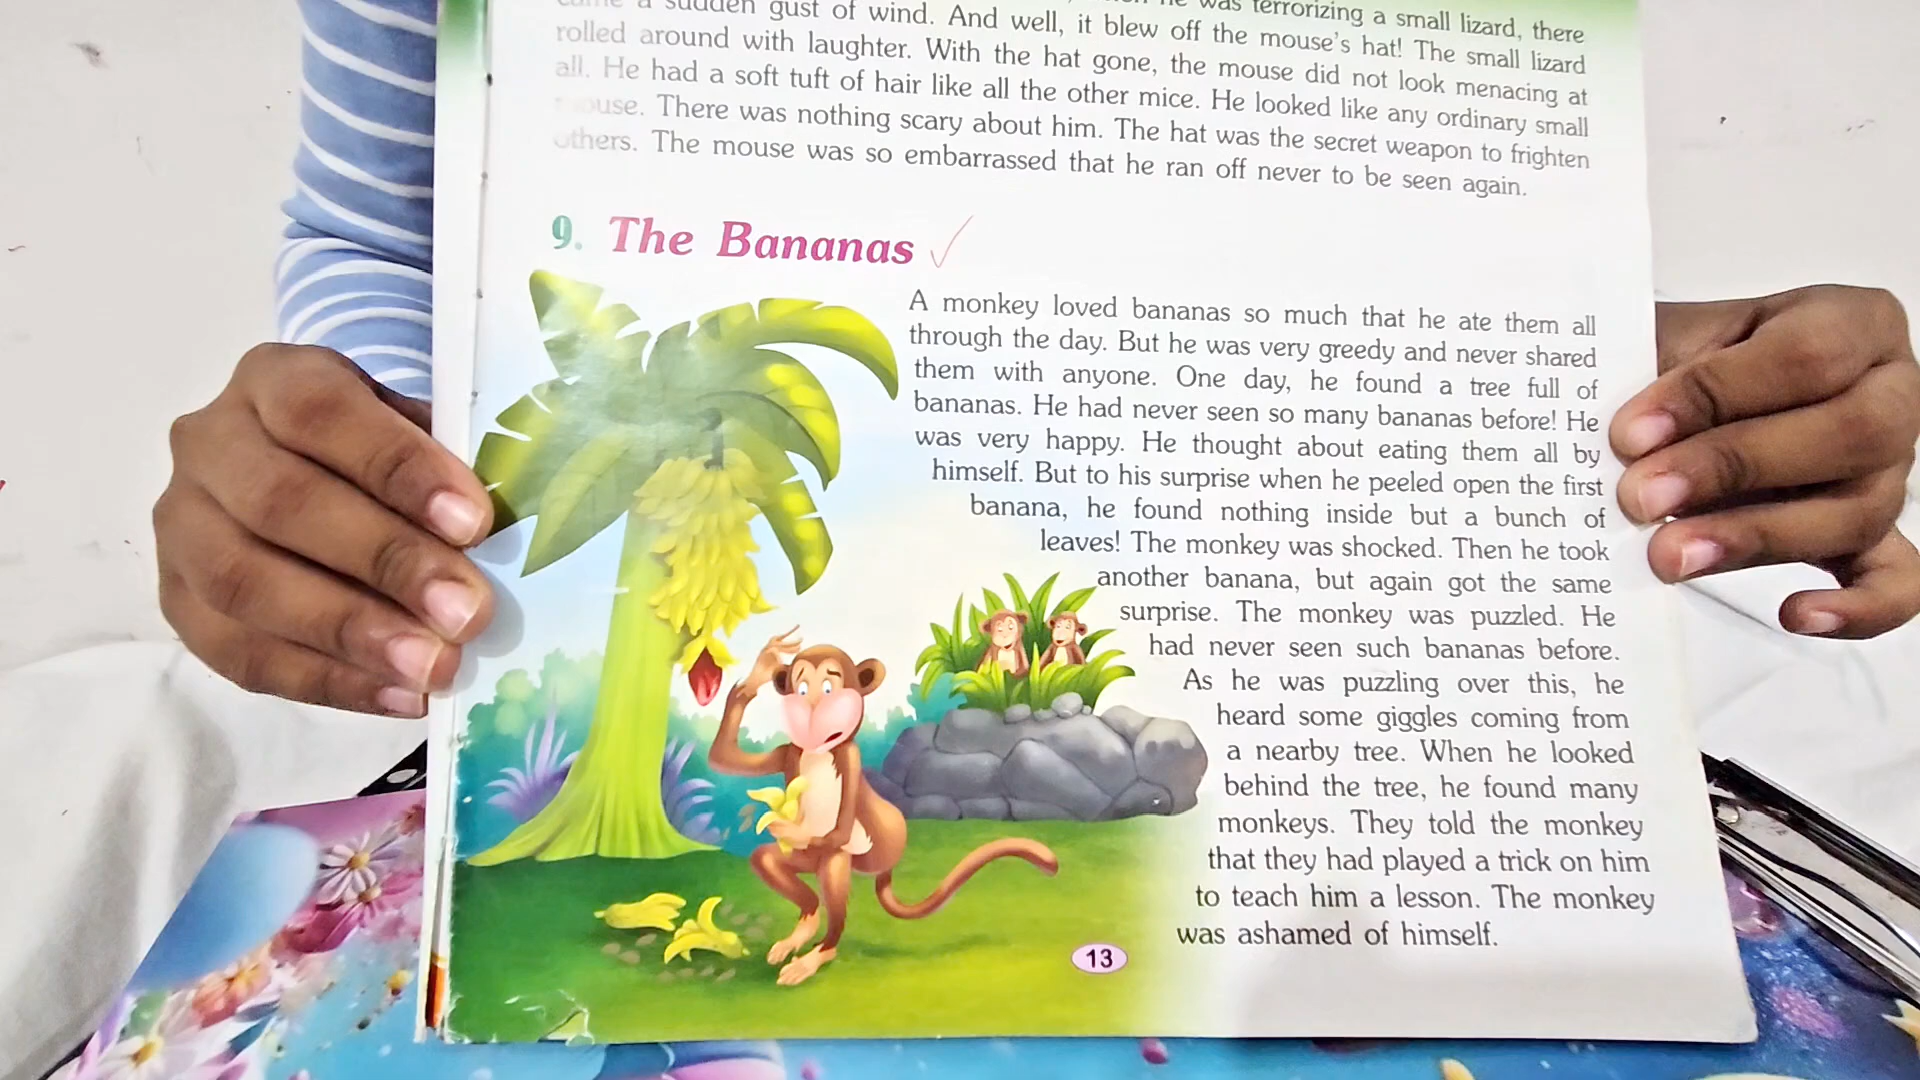 a sudden gust of wind. And well, it blew off the mouse's hat! The small lizard
was terrorizing a small lizard, there
rolled around with laughter. With the hat gone, the mouse did not look menacing at
all. He had a soft tuft of hair like all the other mice. He looked like any ordinary small
mouse. There was nothing scary about him. The hat was the secret weapon to frighten
others. The mouse was so embarrassed that he ran off never to be seen again.
9. The Bananas
A monkey loved bananas so much that he ate them all
through the day. But he was very greedy and never shared
them with anyone. One day, he found a tree full of
bananas. He had never seen so many bananas before! He
was very happy. He thought about eating them all by
himself. But to his surprise when he peeled open the first
banana, he found nothing inside but a bunch of
leaves! The monkey was shocked. Then he took
another banana, but again got the same
surprise. The monkey was puzzled. He
had never seen such bananas before.
As he was puzzling over this, he
heard some giggles coming from
a nearby tree. When he looked
behind the tree, he found many
monkeys. They told the monkey
that they had played a trick on him
to teach him a lesson. The monkey
was ashamed of himself.
13